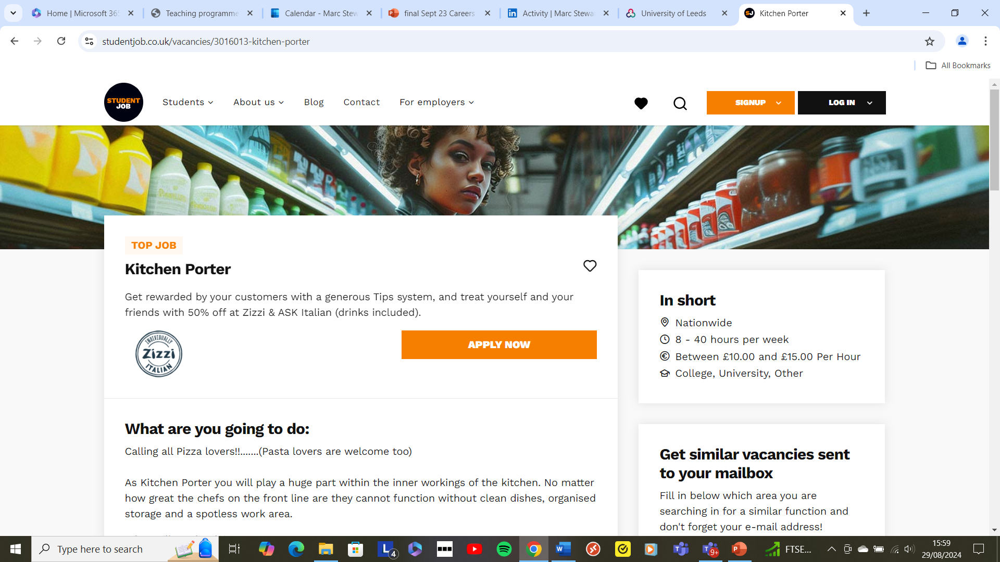 Home | Microsoft 365
Teaching programme
Calendar - Marc Stew
final Sept 23 Careers
Activity | Marc Stewa
University of Leeds
SJ
Kitchen Porter
studentjob.co.uk/vacancies/3016013-kitchen-porter
All Bookmarks
STUDENT
JOB
Students
About us
Blog
Contact
For employers
SIGNUP
LOG IN
TOP JOB
Kitchen Porter
Get rewarded by your customers with a generous Tips system, and treat yourself and your
friends with 50% off at Zizzi & ASK Italian (drinks included).
INDIVIDUALLY
Zizzi
ITALIAN
APPLY NOW
What are you going to do:
Calling all Pizza lovers!!.......(Pasta lovers are welcome too)
As Kitchen Porter you will play a huge part within the inner workings of the kitchen. No matter
how great the chefs on the front line are they cannot function without clean dishes, organised
storage and a spotless work area.
In short
Nationwide
8 - 40 hours per week
Between £10.00 and £15.00 Per Hour
College, University, Other
Get similar vacancies sent
to your mailbox
Fill in below which area you are
searching in for a similar function and
don't forget your e-mail address!
Type here to search
L 4
9+
FTSE...
15:59
29/08/2024